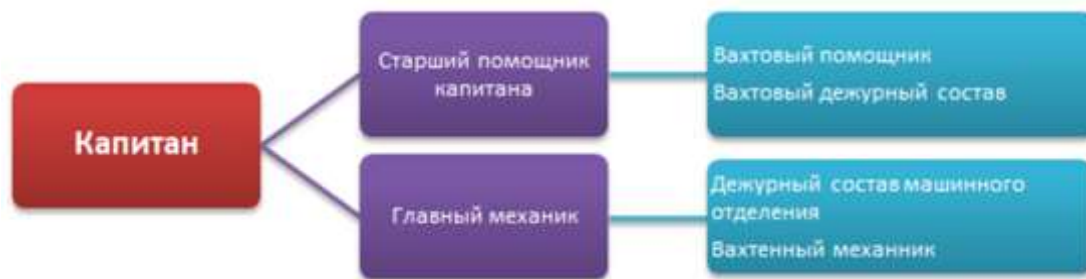 Капитан
Старший помощник
капитана
Вахтовый помощник
Вахтовый дежурный состав
Главный механик
Дежурный состав машинного
отделения
Вахтенный механник